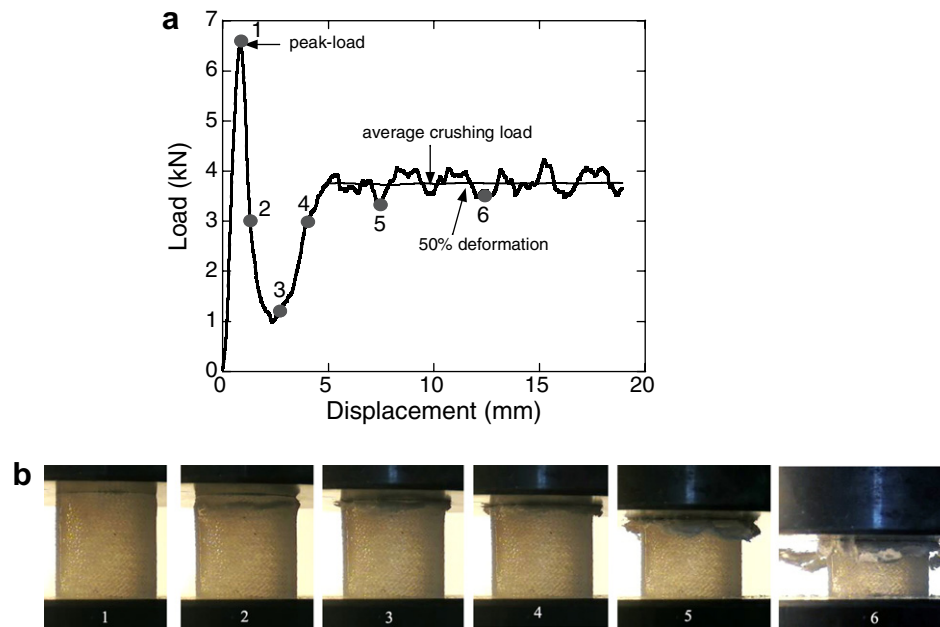 a
7
6
5
4
3
2
1
0
Load (kN)
1
peak-load
2
3
4
average crushing load
5
6
50% deformation
0 5 10 15 20
Displacement (mm)
b
1 2 3 4 5 6